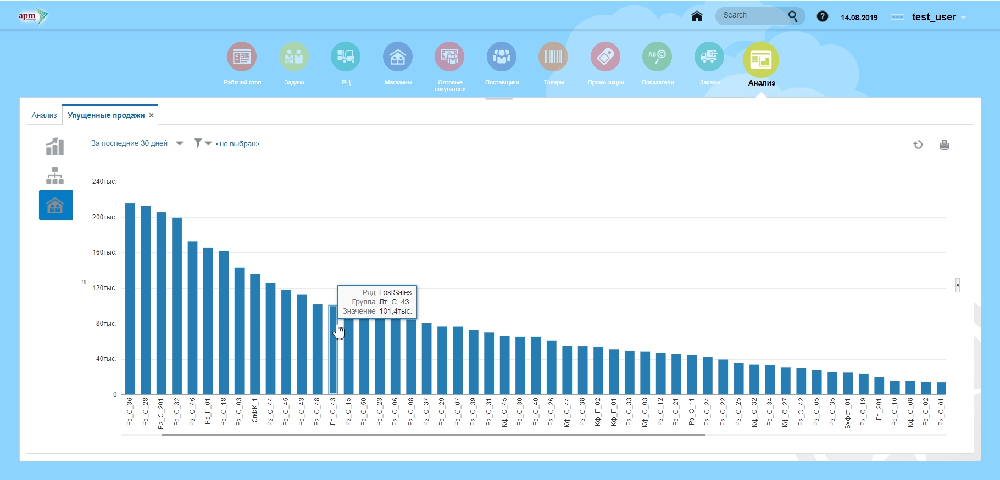 apm
technology
Search
14.08.2019
test_user
Рабочий стол
Задачи
РЦ
Магазины
Оптовые
покупатели
Поставщики
Товары
Промо-акции
ABC
Показатели
Заказы
Анализ
Анализ
Упущенные продажи ×
За последние 30 дней
<не выбран>
₽
240тыс.
200тыс.
160тыс.
120тыс.
80тыс.
40тыс.
0
Ряд LostSales
Группа Лт_С_43
Значение 101,4тыс.
Рз_С_36
Рз_С_28
Рз_С_201
Рз_С_32
Рз_С_46
Рз_Г_01
Рз_С_18
Рз_С_03
СпФК_1
Рз_С_44
Рз_С_45
Рз_С_43
Рз_С_48
Лт_С_43
Рз_С_15
Рз_С_50
Рз_С_23
Рз_С_06
Рз_С_08
Рз_С_37
Рз_С_29
Рз_С_07
Рз_С_39
Рз_С_31
Кф_С_45
Рз_С_30
Рз_С_40
Рз_С_26
Кф_С_44
Рз_С_38
Кф_Г_02
Кф_Г_01
Рз_С_33
Кф_С_03
Рз_С_12
Рз_С_21
Рз_С_11
Рз_С_24
Рз_С_22
Рз_С_25
Кф_С_32
Рз_С_34
Кф_С_27
Рз_Э_42
Рз_С_05
Рз_С_35
Буфет_01
Рз_С_19
Лт_201
Рз_С_10
Кф_С_08
Рз_С_02
Рз_С_01